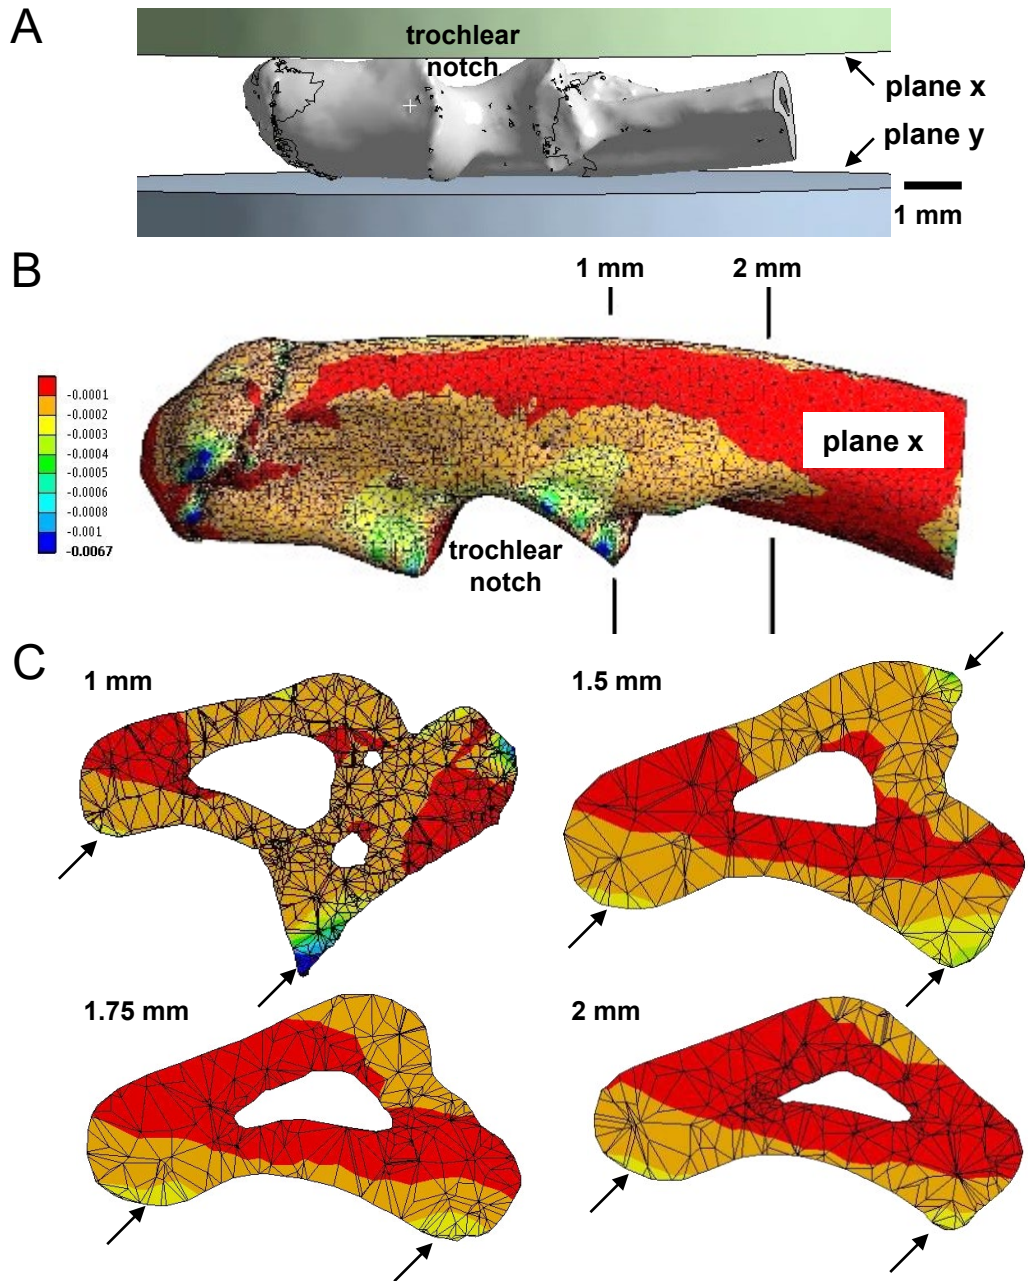 A
trochlear
notch
plane x
plane y
1 mm
B
1 mm
2 mm
-0.0001
-0.0002
-0.0003
-0.0004
-0.0005
-0.0006
-0.0008
-0.001
-0.0067
plane x
trochlear
notch
C
1 mm
1.5 mm
1.75 mm
2 mm